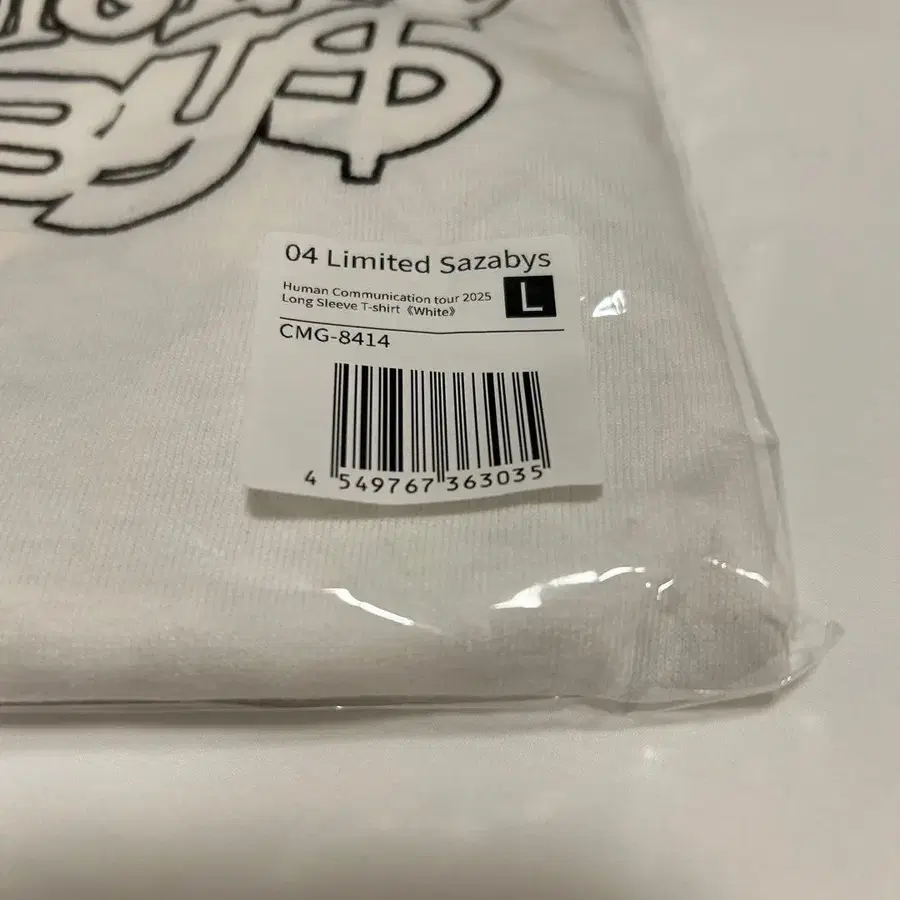 04 Limited Sazabys
Human Communication tour 2025
Long Sleeve T-shirt《White》
L
CMG-8414
4 549767 363035